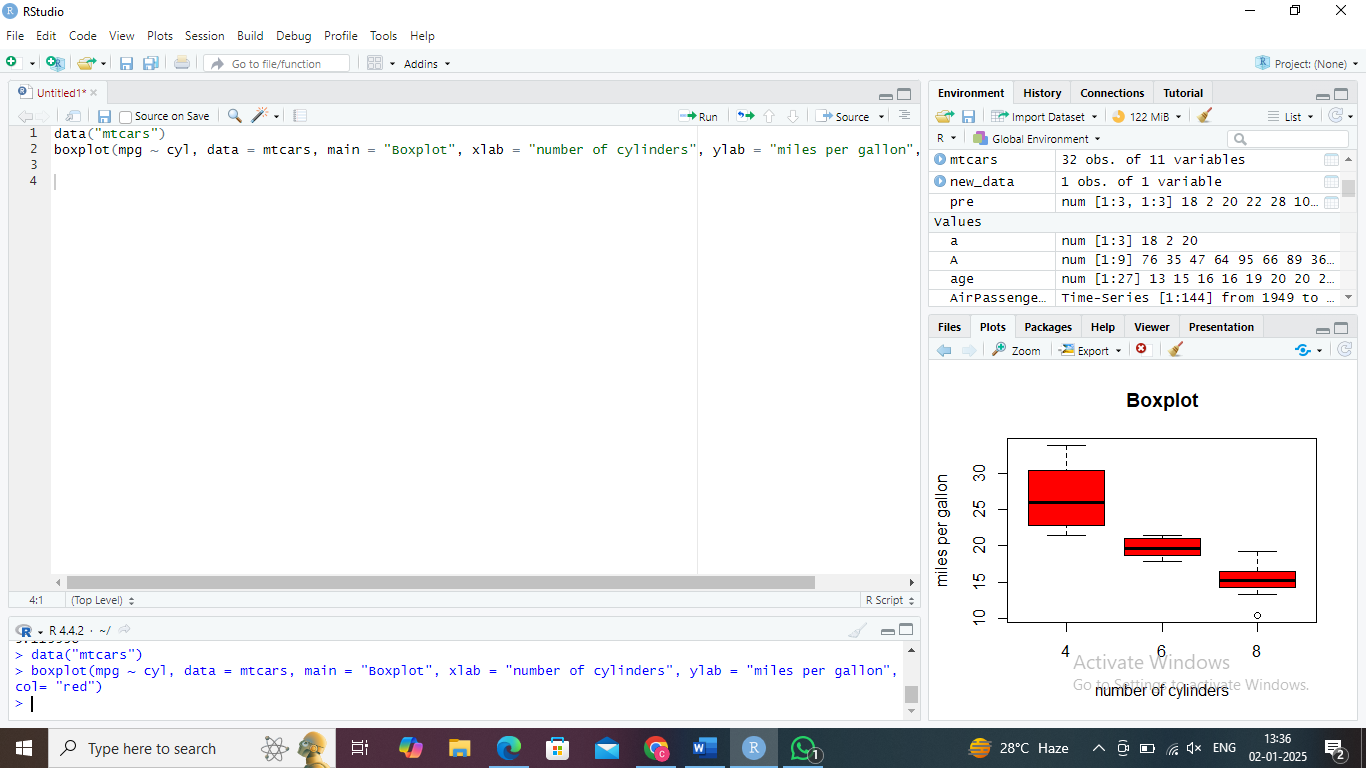 RStudio
File Edit Code View Plots Session Build Debug Profile Tools Help
Go to file/function Addins Project: (None)
Untitled1*
Source on Save Run Source
1 data("mtcars")
2 boxplot(mpg ~ cyl, data = mtcars, main = "Boxplot", xlab = "number of cylinders", ylab = "miles per gallon",
3
4
4:1 (Top Level) R Script
R 4.4.2 · ~/
> data("mtcars")
> boxplot(mpg ~ cyl, data = mtcars, main = "Boxplot", xlab = "number of cylinders", ylab = "miles per gallon",
col= "red")
>
Environment History Connections Tutorial
Import Dataset 122 MiB List
R Global Environment
mtcars 32 obs. of 11 variables
new_data 1 obs. of 1 variable
pre num [1:3, 1:3] 18 2 20 22 28 10…
Values
a num [1:3] 18 2 20
A num [1:9] 76 35 47 64 95 66 89 36…
age num [1:27] 13 15 16 16 19 20 20 2…
AirPassenge… Time-Series [1:144] from 1949 to …
Files Plots Packages Help Viewer Presentation
Zoom Export
Boxplot
miles per gallon
30
25
20
15
10
4 6 8
number of cylinders
Activate Windows
Go to Settings to activate Windows.
Type here to search
28°C Haze ENG
13:36
02-01-2025
1
2